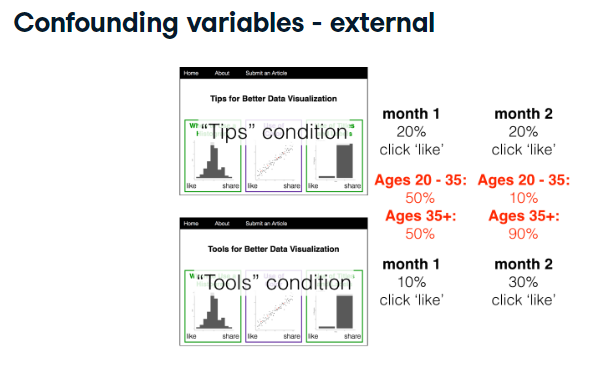 Confounding variables - external
Home About Submit an Article
Tips for Better Data Visualization
"Tips" condition
like share like share like share
month 1
20%
click 'like'
month 2
20%
click 'like'
Ages 20 - 35:
50%
Ages 35+:
50%
Ages 20 - 35:
10%
Ages 35+:
90%
Home About Submit an Article
Tools for Better Data Visualization
"Tools" condition
like share like share like share
month 1
10%
click 'like'
month 2
30%
click 'like'